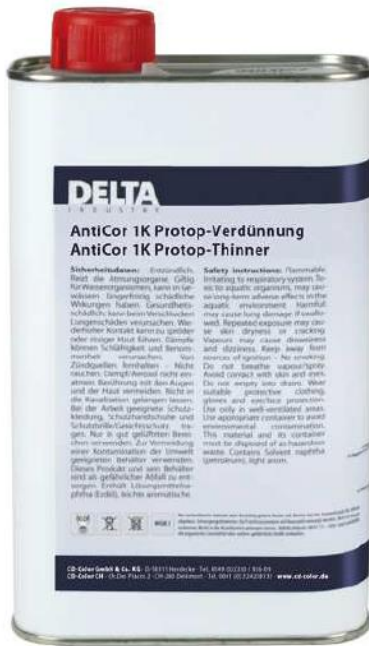 DELTA
INDUSTRY
AntiCor 1K Protop-Verdünnung
AntiCor 1K Protop-Thinner
Sicherheitsdaten: Entzündlich.
Reizt die Atmungsorgane. Giftig
für Wasserorganismen, kann in Ge-
wässern längerfristig schädliche
Wirkungen haben. Gesundheits-
schädlich: kann beim Verschlucken
Lungenschäden verursachen. Wie-
derholter Kontakt kann zu spröder
oder rissiger Haut führen. Dämpfe
können Schläfrigkeit und Benom-
menheit verursachen. Von
Zündquellen fernhalten - Nicht
rauchen. Dampf/Aerosol nicht ein-
atmen. Berührung mit den Augen
und der Haut vermeiden. Nicht in
die Kanalisation gelangen lassen.
Bei der Arbeit geeignete Schutz-
kleidung, Schutzhandschuhe und
Schutzbrille/Gesichtsschutz tra-
gen. Nur in gut gelüfteten Berei-
chen verwenden. Zur Vermeidung
einer Kontamination der Umwelt
geeigneten Behälter verwenden.
Dieses Produkt und sein Behälter
sind als gefährlicher Abfall zu ent-
sorgen. Enthält Lösungsmittelna-
phtha (Erdöl), leichte aromatische.
Safety instructions: Flammable.
Irritating to respiratory system. To-
xic to aquatic organisms, may cau-
se long-term adverse effects in the
aquatic environment. Harmful:
may cause lung damage if swallo-
wed. Repeated exposure may cau-
se skin dryness or cracking.
Vapours may cause drowsiness
and dizziness. Keep away from
sources of ignition - No smoking.
Do not breathe vapour/spray.
Avoid contact with skin and eyes.
Do not empty into drains. Wear
suitable protective clothing,
gloves and eye/face protection.
Use only in well-ventilated areas.
Use appropriate container to avoid
environmental contamination.
This material and its container
must be disposed of as hazardous
waste. Contains Solvent naphtha
(petroleum), light arom.
CD-Color GmbH & Co. KG
CD-Color CH
www.cd-color.de